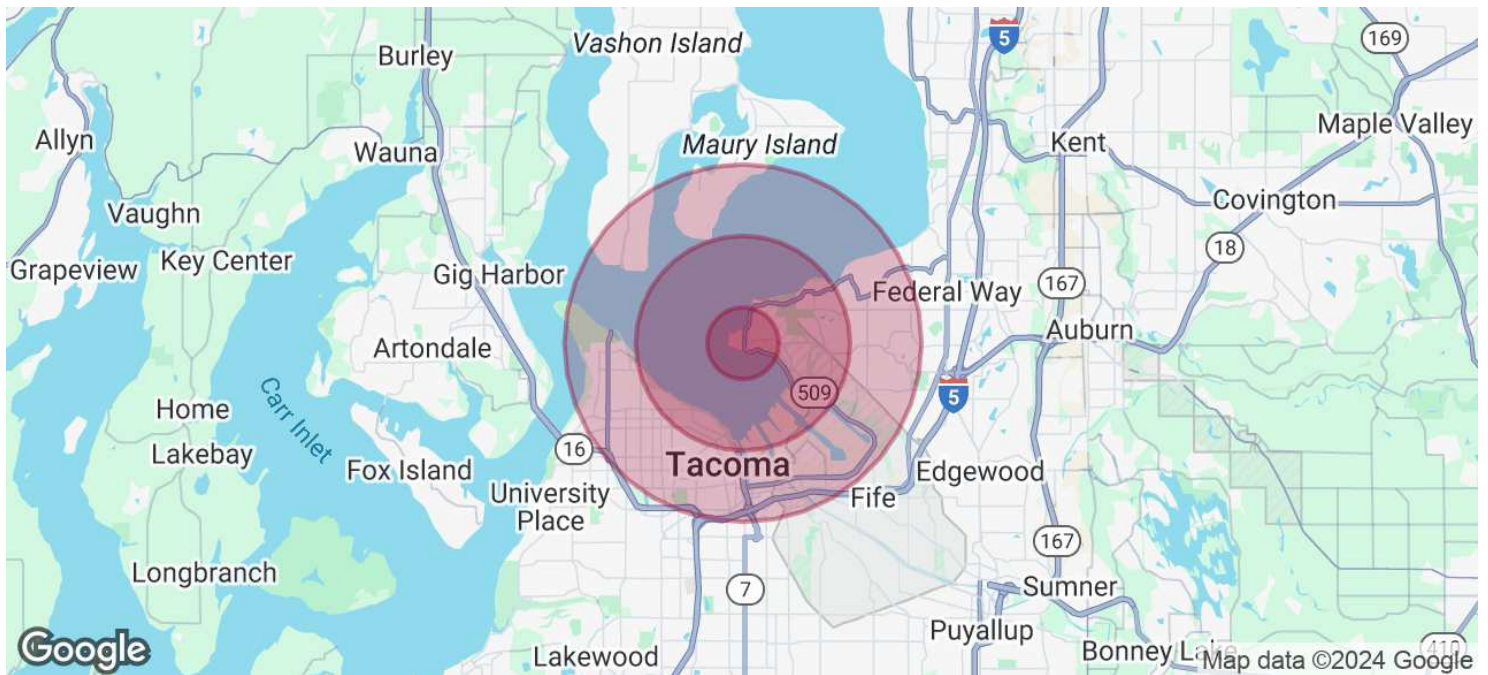 Vashon Island
5
169
Burley
Allyn
Maple Valley
Wauna
Maury Island
Kent
Vaughn
Covington
Key Center
18
Grapeview
Gig Harbor
Federal Way
167
Auburn
Artondale
509
5
Carr Inlet
Home
Lakebay
16
Tacoma
Fox Island
Edgewood
University
Place
Fife
167
Longbranch
7
Sumner
Puyallup
Google
Lakewood
Bonney Lake
410
Map data ©2024 Google